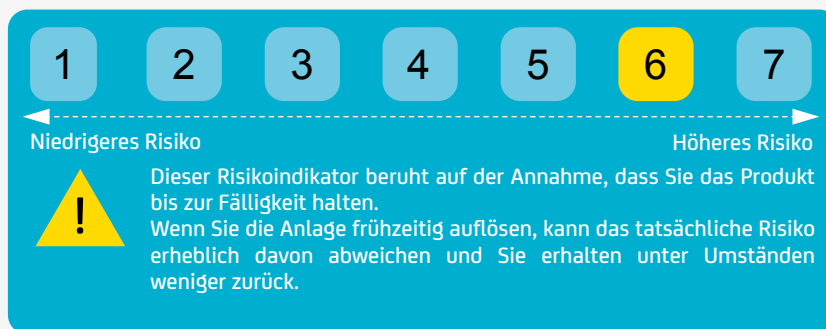 1 2 3 4 5 6 7
Niedrigeres Risiko Höheres Risiko
!
Dieser Risikoindikator beruht auf der Annahme, dass Sie das Produkt
bis zur Fälligkeit halten.
Wenn Sie die Anlage frühzeitig auflösen, kann das tatsächliche Risiko
erheblich davon abweichen und Sie erhalten unter Umständen
weniger zurück.